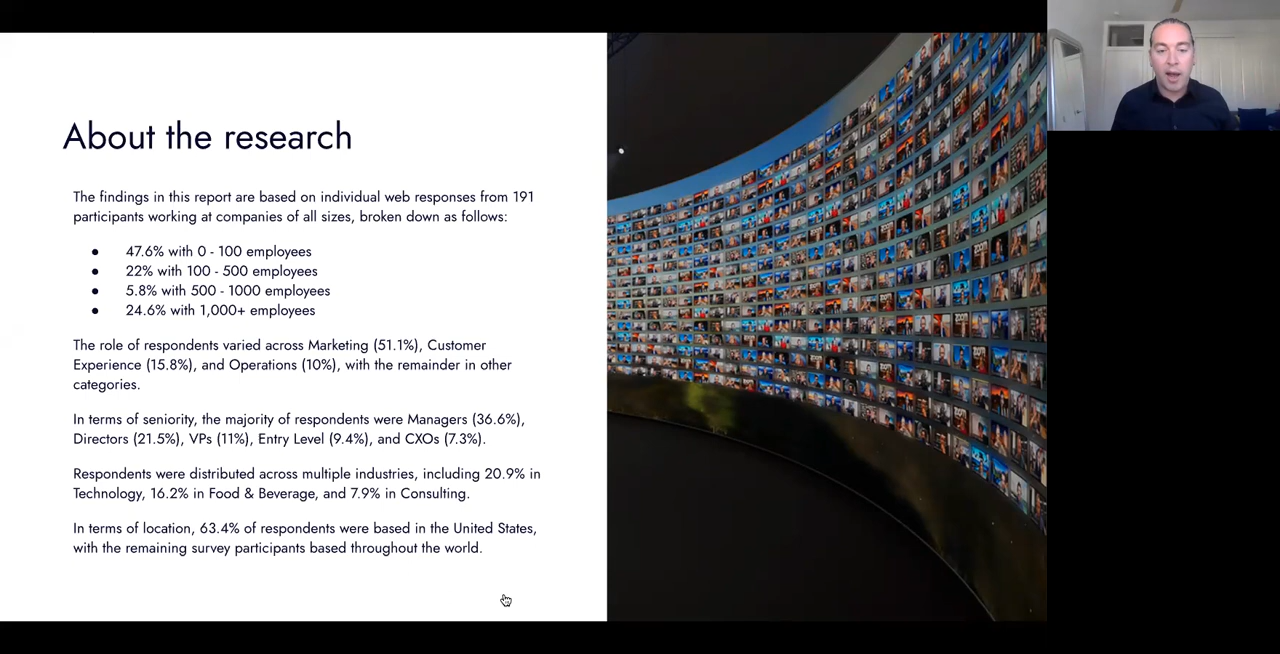 About the research
The findings in this report are based on individual web responses from 191
participants working at companies of all sizes, broken down as follows:
● 47.6% with 0 - 100 employees
● 22% with 100 - 500 employees
● 5.8% with 500 - 1000 employees
● 24.6% with 1,000+ employees
The role of respondents varied across Marketing (51.1%), Customer
Experience (15.8%), and Operations (10%), with the remainder in other
categories.
In terms of seniority, the majority of respondents were Managers (36.6%),
Directors (21.5%), VPs (11%), Entry Level (9.4%), and CXOs (7.3%).
Respondents were distributed across multiple industries, including 20.9% in
Technology, 16.2% in Food & Beverage, and 7.9% in Consulting.
In terms of location, 63.4% of respondents were based in the United States,
with the remaining survey participants based throughout the world.